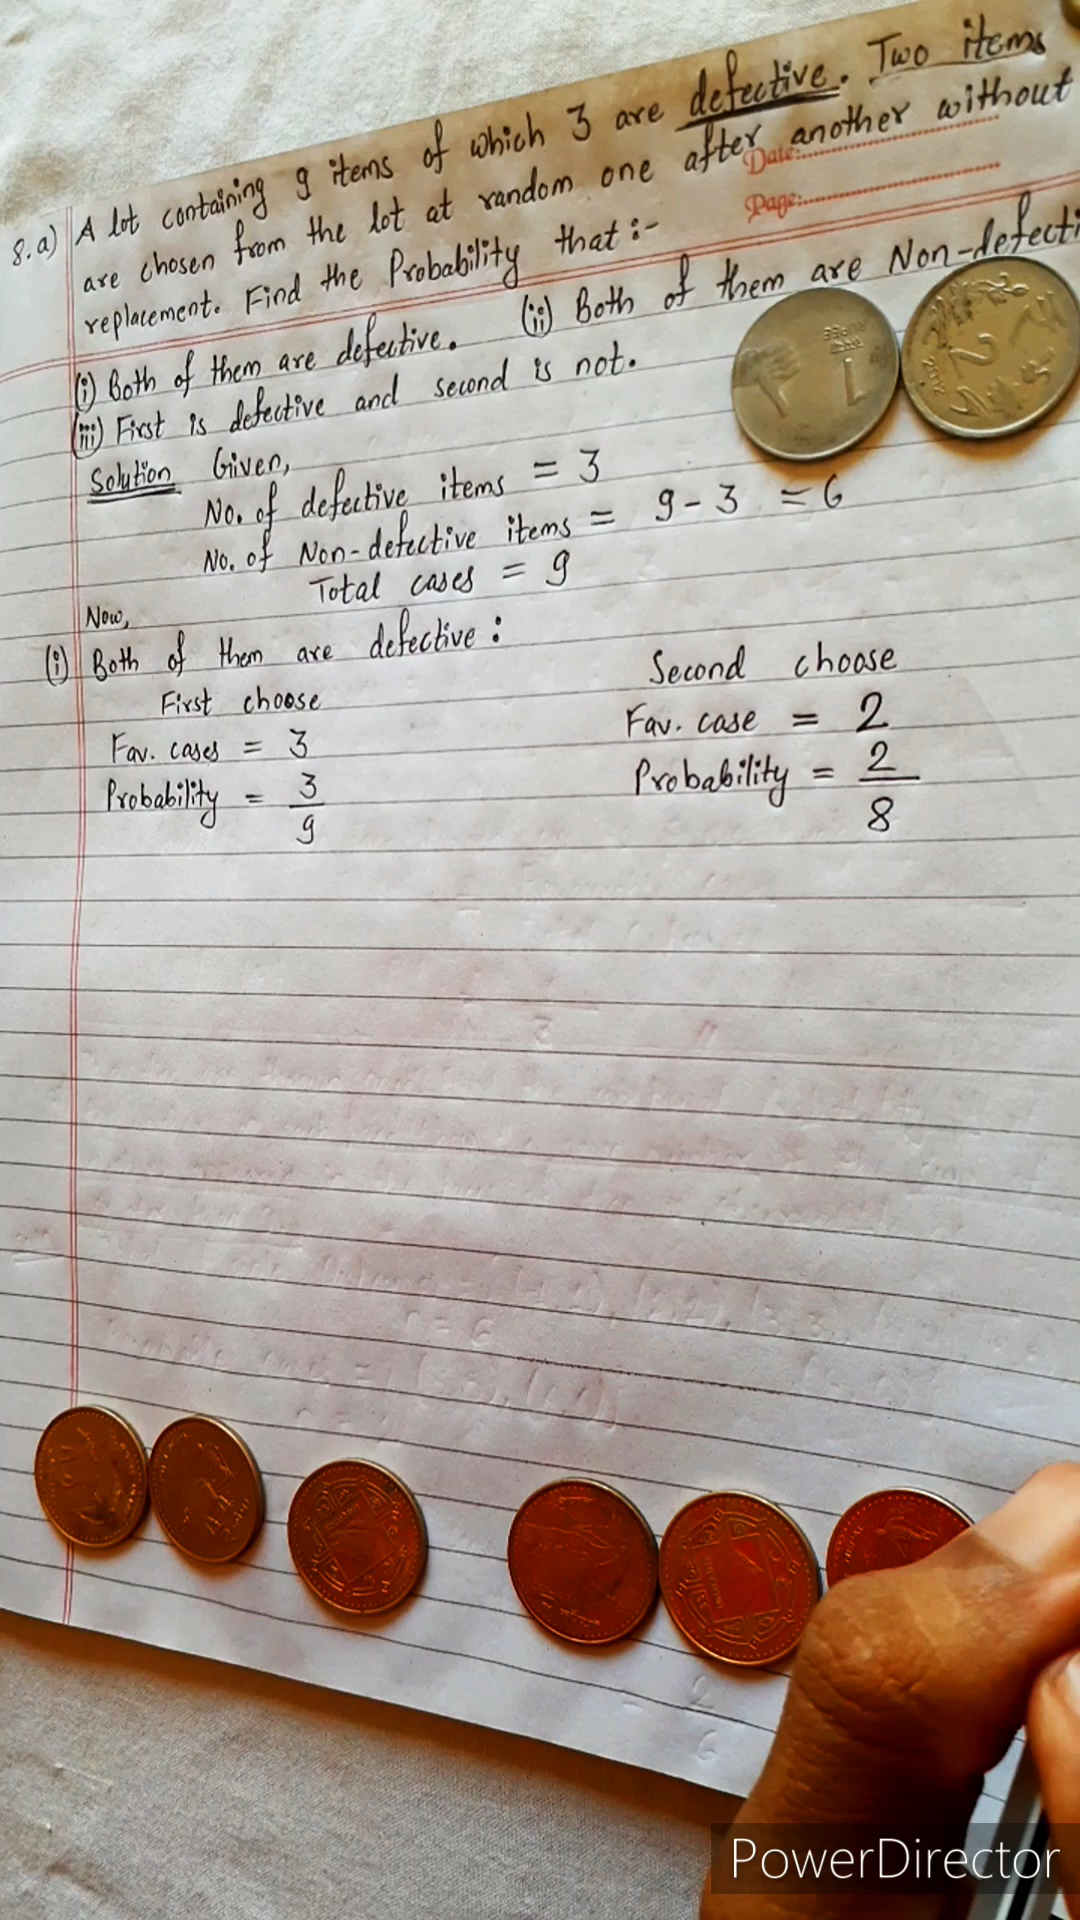 8.a) A lot containing 9 items of which 3 are defective. Two items
are chosen from the lot at random one after another without
replacement. Find the Probability that :-
Date:
Page:
(i) Both of them are defective. (ii) Both of them are Non-defecti
(iii) First is defective and second is not.
Solution Given,
No. of defective items = 3
No. of Non-defective items = 9 - 3 = 6
Total cases = 9
Now,
(i) Both of them are defective :
First choose
Fav. cases = 3
Probability = 3/9
Second choose
Fav. case = 2
Probability = 2/8
1
RUPEE
2
2012
PowerDirector